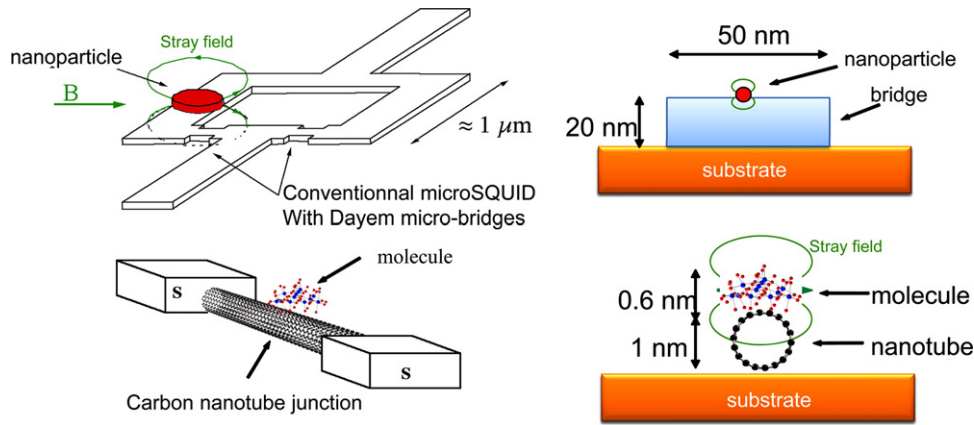 Stray field
nanoparticle
B
≈ 1 μm
Conventionnal microSQUID
With Dayem micro-bridges
50 nm
nanoparticle
bridge
20 nm
substrate
molecule
s
s
Carbon nanotube junction
Stray field
0.6 nm
molecule
1 nm
nanotube
substrate